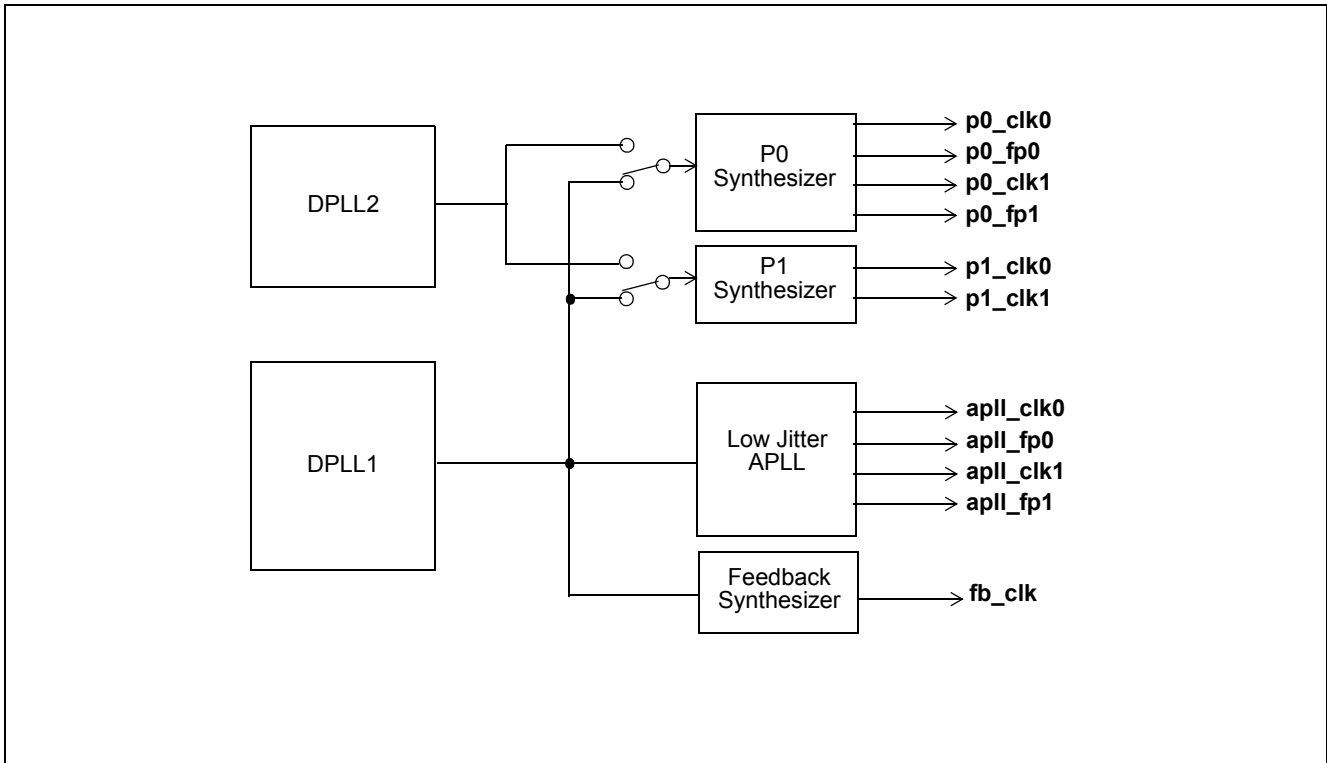 DPLL2
P0
Synthesizer
p0_clk0
p0_fp0
p0_clk1
p0_fp1
P1
Synthesizer
p1_clk0
p1_clk1
DPLL1
Low Jitter
APLL
apll_clk0
apll_fp0
apll_clk1
apll_fp1
Feedback
Synthesizer
fb_clk